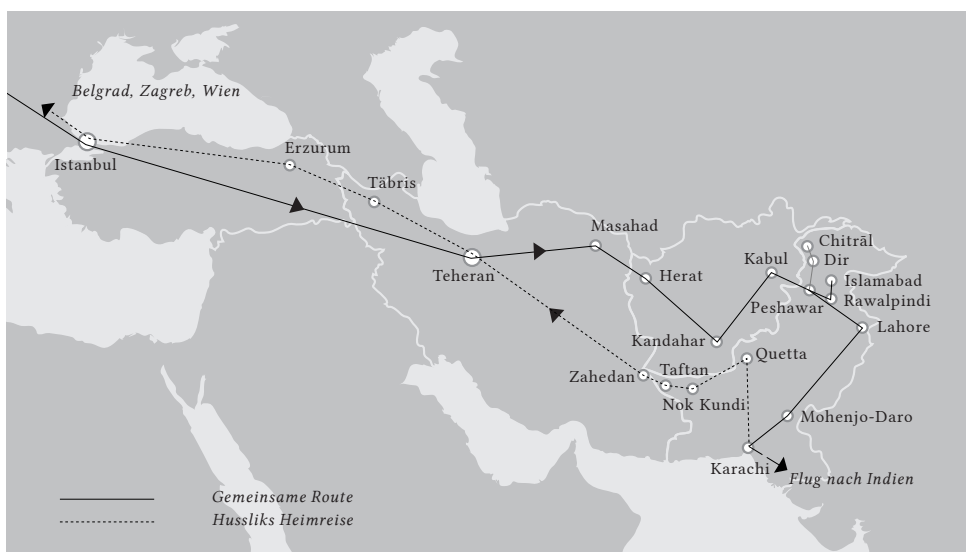 Belgrad, Zagreb, Wien
Erzurum
Istanbul
Täbris
Masahad
Chitrāl
Kabul
Dir
Teheran
Herat
Islamabad
Peshawar
Rawalpindi
Lahore
Kandahar
Quetta
Zahedan
Taftan
Nok Kundi
Mohenjo-Daro
Karachi
Flug nach Indien
Gemeinsame Route
Hussliks Heimreise